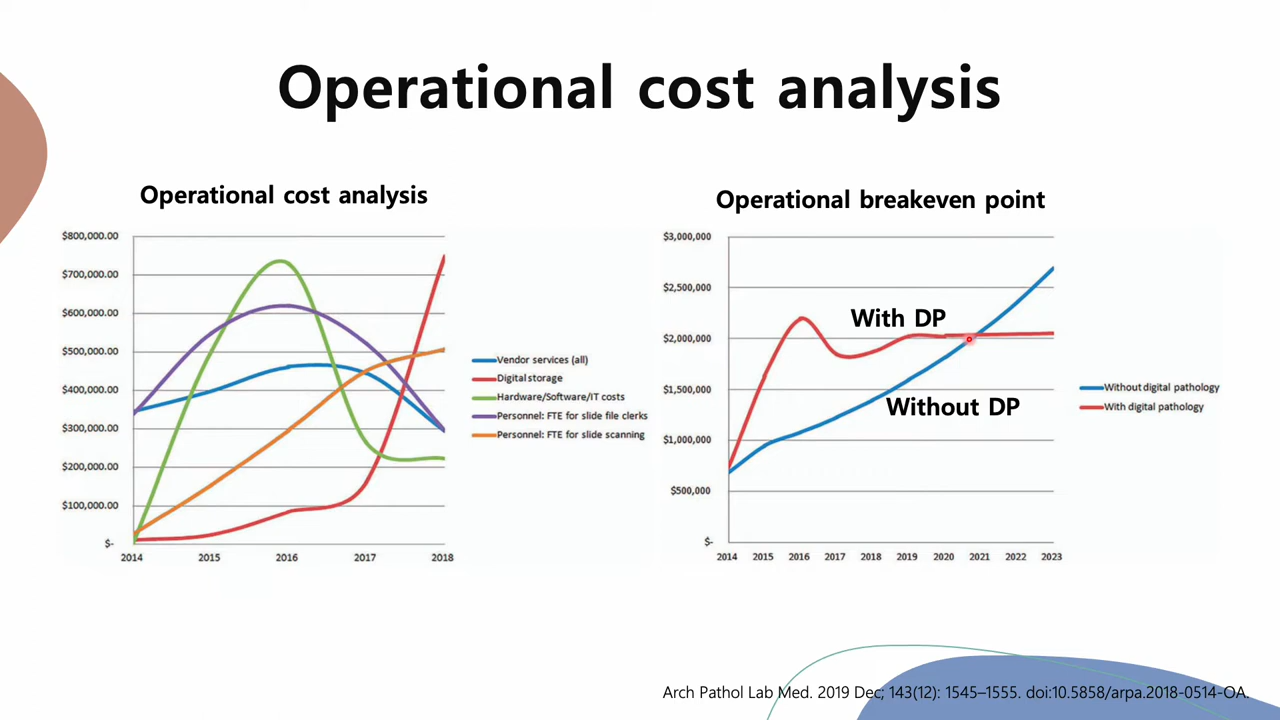 Operational cost analysis
Operational cost analysis
$800,000.00
$700,000.00
$600,000.00
$500,000.00
$400,000.00
$300,000.00
$200,000.00
$100,000.00
$-
2014 2015 2016 2017 2018
Vendor services (all)
Digital storage
Hardware/Software/IT costs
Personnel: FTE for slide file clerks
Personnel: FTE for slide scanning
Operational breakeven point
$3,000,000
$2,500,000
$2,000,000
$1,500,000
$1,000,000
$500,000
$-
2014 2015 2016 2017 2018 2019 2020 2021 2022 2023
With DP
Without DP
Without digital pathology
With digital pathology
Arch Pathol Lab Med. 2019 Dec; 143(12): 1545–1555. doi:10.5858/arpa.2018-0514-OA.